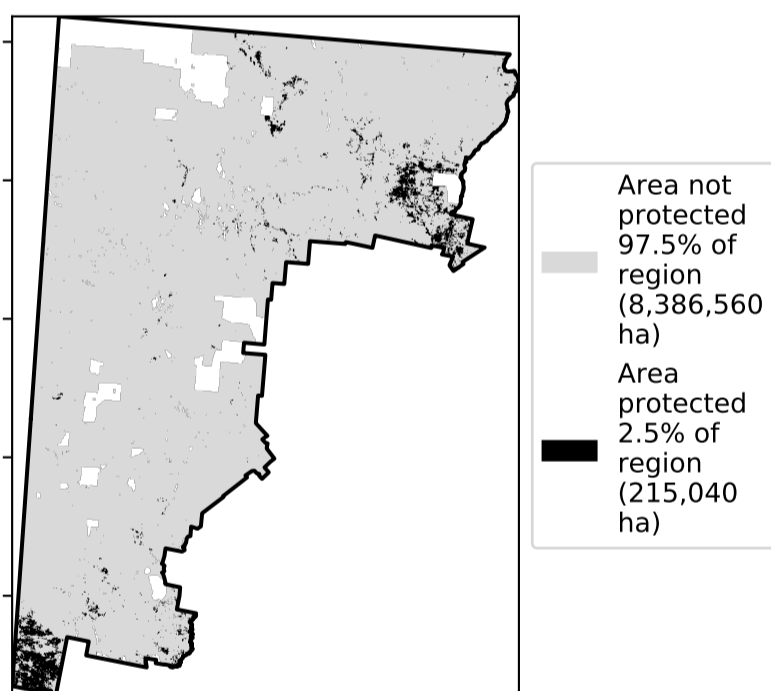 Area not
protected
97.5% of
region
(8,386,560
ha)
Area
protected
2.5% of
region
(215,040
ha)